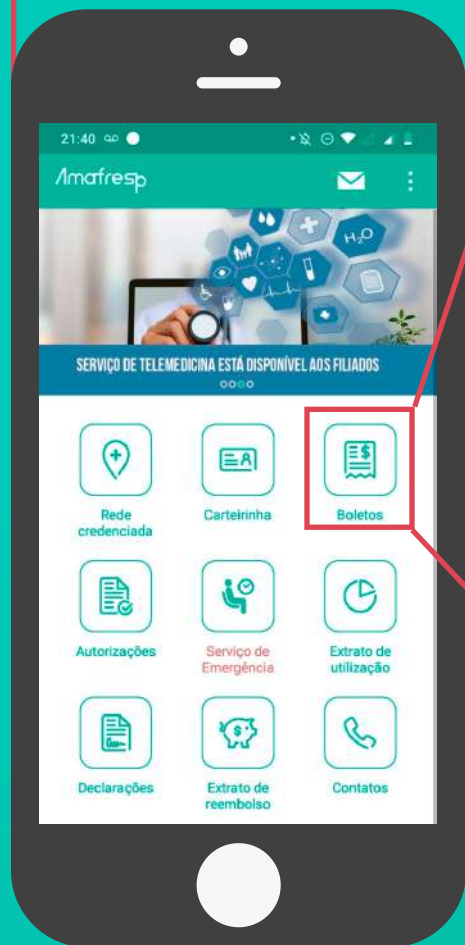 21:40
Amafresp
H₂O
SERVIÇO DE TELEMEDICINA ESTÁ DISPONÍVEL AOS FILIADOS
Rede
credenciada
Carteirinha
Boletos
Autorizações
Serviço de
Emergência
Extrato de
utilização
Declarações
Extrato de
reembolso
Contatos